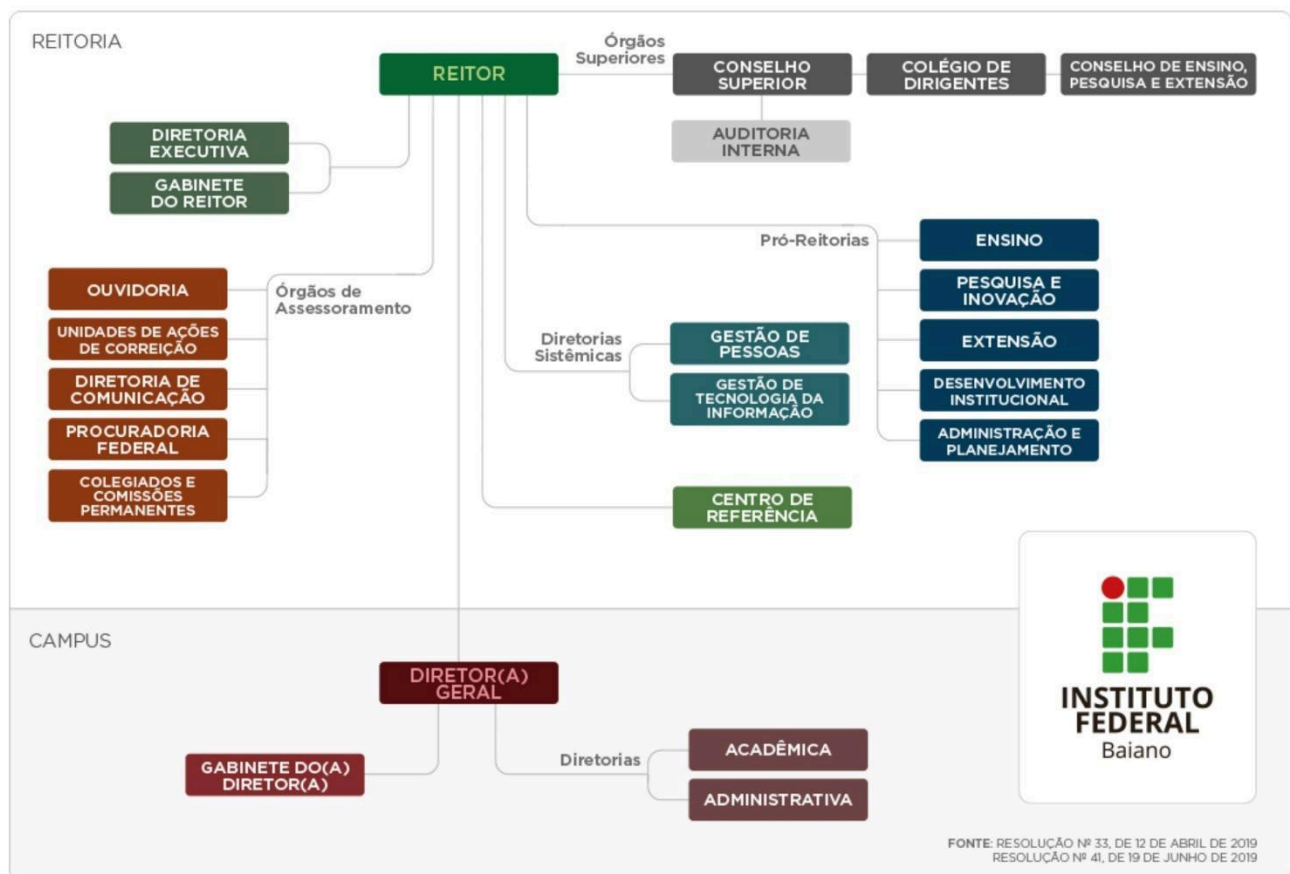 REITORIA
REITOR
Órgãos
Superiores
CONSELHO
SUPERIOR
COLÉGIO DE
DIRIGENTES
CONSELHO DE ENSINO,
PESQUISA E EXTENSÃO
AUDITORIA
INTERNA
DIRETORIA
EXECUTIVA
GABINETE
DO REITOR
Pró-Reitorias
ENSINO
PESQUISA E
INOVAÇÃO
EXTENSÃO
DESENVOLVIMENTO
INSTITUCIONAL
ADMINISTRAÇÃO E
PLANEJAMENTO
Órgãos de
Assessoramento
OUVIDORIA
UNIDADES DE AÇÕES
DE CORREIÇÃO
DIRETORIA DE
COMUNICAÇÃO
PROCURADORIA
FEDERAL
COLEGIADOS E
COMISSÕES
PERMANENTES
Diretorias
Sistêmicas
GESTÃO DE
PESSOAS
GESTÃO DE
TECNOLOGIA DA
INFORMAÇÃO
CENTRO DE
REFERÊNCIA
CAMPUS
DIRETOR(A)
GERAL
GABINETE DO(A)
DIRETOR(A)
Diretorias
ACADÊMICA
ADMINISTRATIVA
INSTITUTO
FEDERAL
Baiano
FONTE: RESOLUÇÃO Nº 33, DE 12 DE ABRIL DE 2019
RESOLUÇÃO Nº 41, DE 19 DE JUNHO DE 2019